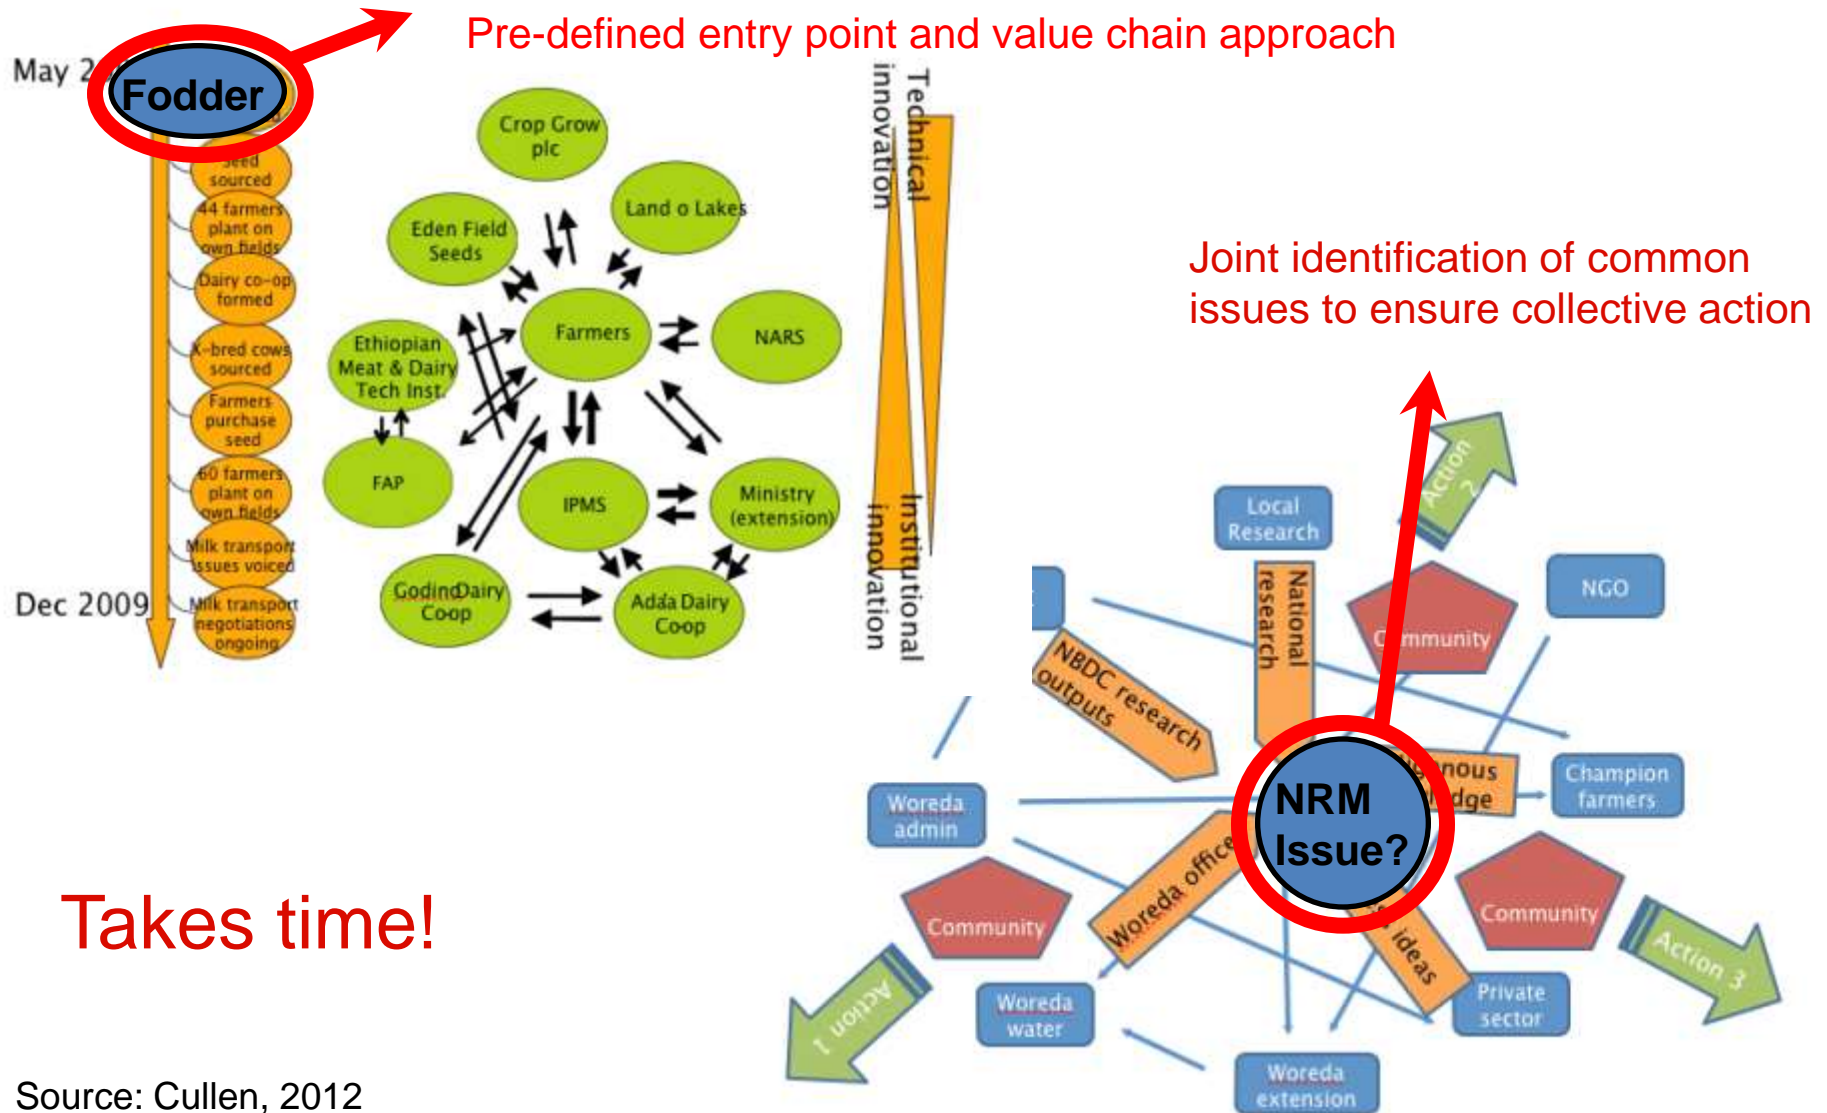 Pre-defined entry point and value chain approach
May 2
Fodder
seed
sourced
44 farmers
plant on
own fields
Dairy co-op
formed
X-bred cows
sourced
Farmers
purchase
seed
60 farmers
plant on
own fields
Milk transport
issues voiced
Milk transport
negotiations
ongoing
Dec 2009
Crop Grow
plc
Land o Lakes
Eden Field
Seeds
Farmers
NARS
Ethiopian
Meat & Dairy
Tech Inst.
FAP
IPMS
Ministry
(extension)
Godino Dairy
Co-op
Ada'a Dairy
Co-op
Technical
innovation
Institutional
innovation
Joint identification of common
issues to ensure collective action
Action
2
Local
Research
National
research
Community
NGO
NBDC research
outputs
NRM
Issue?
Champion
farmers
Woreda
admin
Woreda office
ideas
Community
Community
Action 3
Action 1
Woreda
water
Private
sector
Woreda
extension
Takes time!
Source: Cullen, 2012